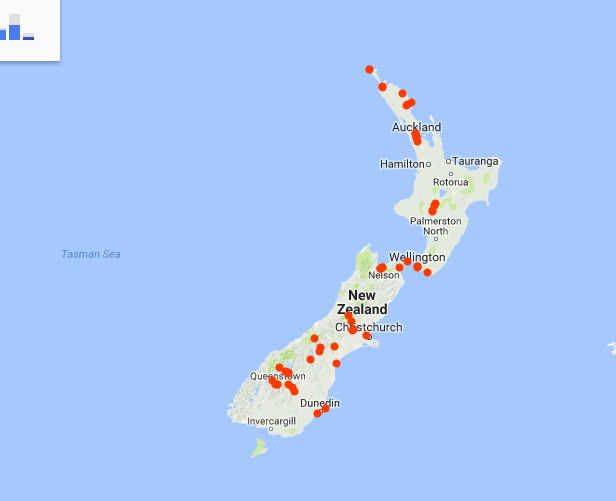 Auckland
Hamilton
Tauranga
Rotorua
Palmerston
North
Tasman Sea
Wellington
Nelson
New
Zealand
Christchurch
Queenstown
Dunedin
Invercargill